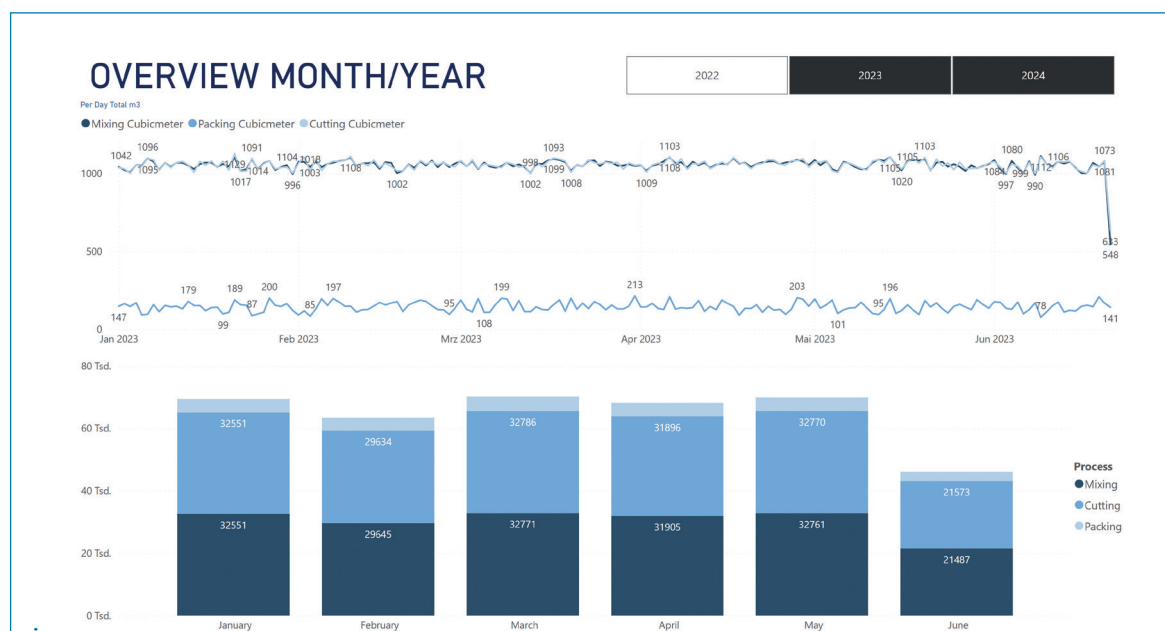 OVERVIEW MONTH/YEAR
2022 2023 2024
Per Day Total m3
Mixing Cubicmeter Packing Cubicmeter Cutting Cubicmeter
1042 1096 1095 1129 1017 1091 1014 1104 996 1018 1003 1108 1002 998 1002 1093 1099 1008 1009 1103 1108 1105 1105 1020 1103 1084 1080 997 999 990 1112 1106 1073 1081
1000
633
548
500
147 179 99 189 87 200 85 197 95 108 199 213 203 101 95 196 78 141
0
Jan 2023 Feb 2023 Mrz 2023 Apr 2023 Mai 2023 Jun 2023
80 Tsd.
60 Tsd.
40 Tsd.
20 Tsd.
0 Tsd.
32551 29634 32786 31896 32770 21573
32551 29645 32771 31905 32761 21487
January February March April May June
Process
Mixing
Cutting
Packing